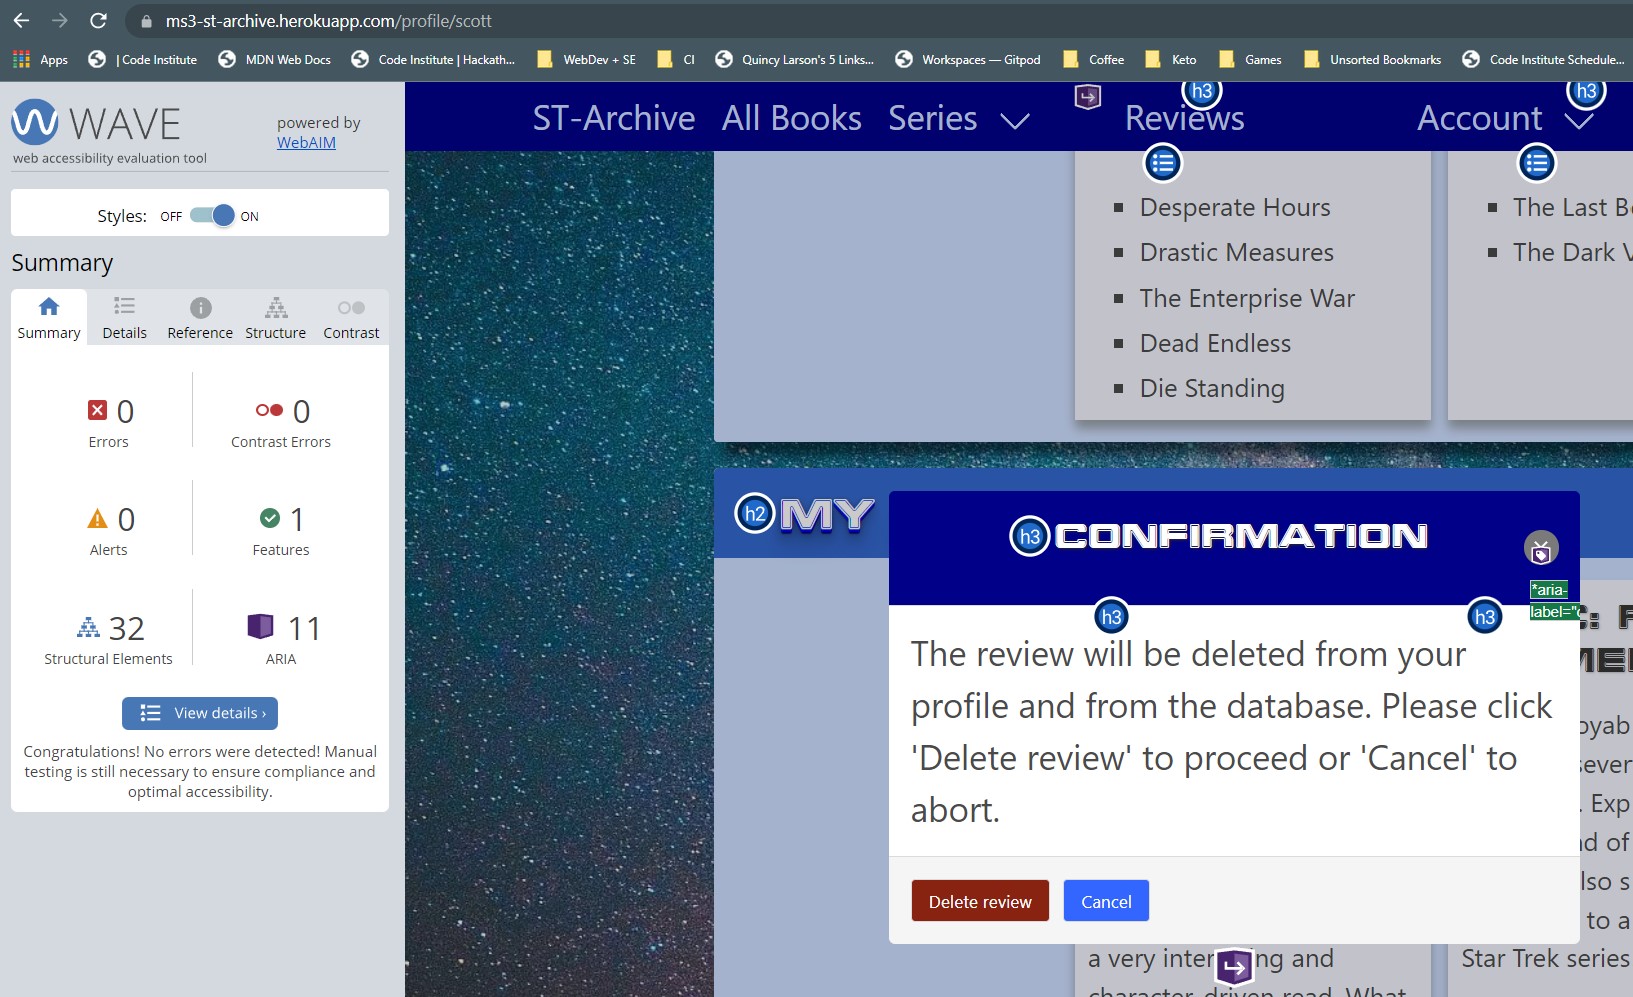 ms3-st-archive.herokuapp.com/profile/scott
Apps | Code Institute MDN Web Docs Code Institute | Hackath... WebDev + SE CI Quincy Larson's 5 Links... Workspaces — Gitpod Coffee Keto Games Unsorted Bookmarks Code Institute Schedule...
WAVE
web accessibility evaluation tool
powered by
WebAIM
Styles: OFF ON
Summary
Summary Details Reference Structure Contrast
0 0
Errors Contrast Errors
0 1
Alerts Features
32 11
Structural Elements ARIA
View details ›
Congratulations! No errors were detected! Manual
testing is still necessary to ensure compliance and
optimal accessibility.
h3 h3
ST-Archive All Books Series Reviews Account
Desperate Hours
Drastic Measures
The Enterprise War
Dead Endless
Die Standing
The Last
The Dark
h2 MY
h3 CONFIRMATION
*aria-
label="
h3 h3
The review will be deleted from your
profile and from the database. Please click
'Delete review' to proceed or 'Cancel' to
abort.
Delete review Cancel
. Exp
of
to a
a very and
Star Trek series
character-driven read. What